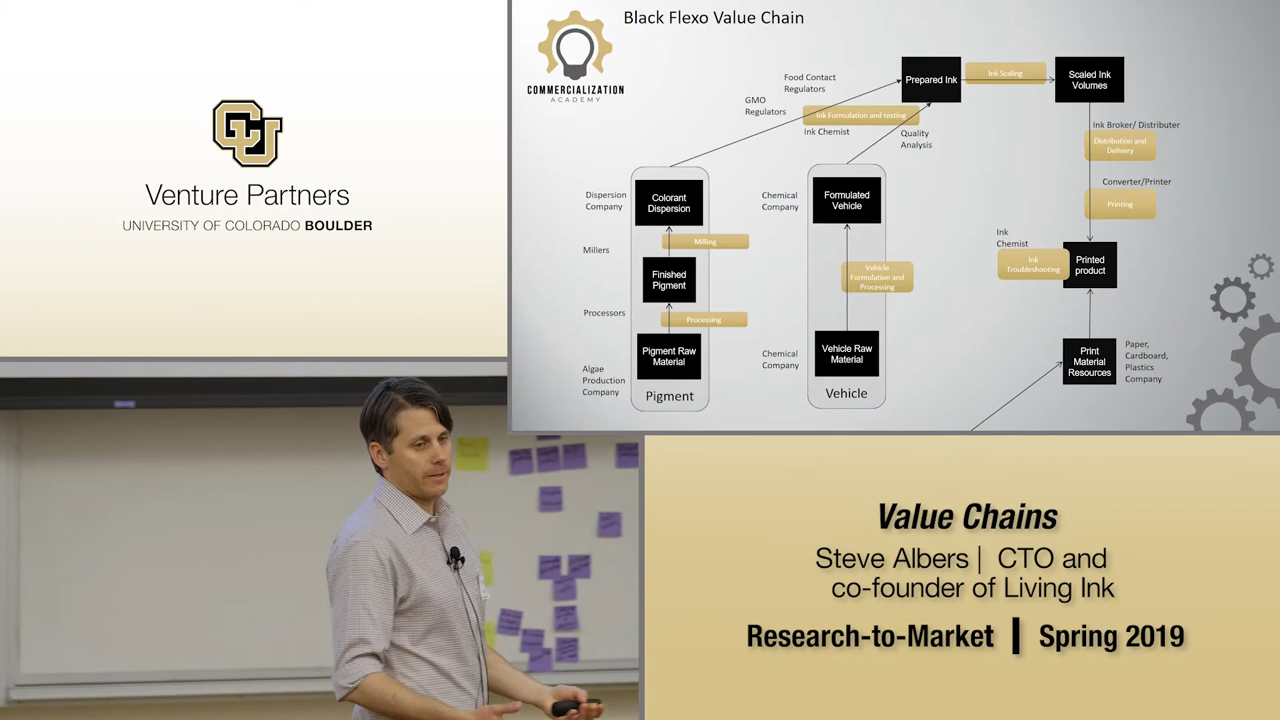 CU
Venture Partners
UNIVERSITY OF COLORADO BOULDER
COMMERCIALIZATION
ACADEMY
Black Flexo Value Chain
Food Contact
Regulators
GMO
Regulators
Ink Formulation and testing
Ink Chemist
Quality
Analysis
Prepared Ink
Ink Scaling
Scaled Ink
Volumes
Ink Broker/ Distributer
Distribution and
Delivery
Converter/Printer
Printing
Ink
Chemist
Ink
Troubleshooting
Printed
product
Print
Material
Resources
Paper,
Cardboard,
Plastics
Company
Dispersion
Company
Colorant
Dispersion
Milling
Millers
Finished
Pigment
Processors
Processing
Pigment Raw
Material
Algae
Production
Company
Pigment
Chemical
Company
Formulated
Vehicle
Vehicle
Formulation and
Processing
Chemical
Company
Vehicle Raw
Material
Vehicle
Value Chains
Steve Albers | CTO and
co-founder of Living Ink
Research-to-Market | Spring 2019